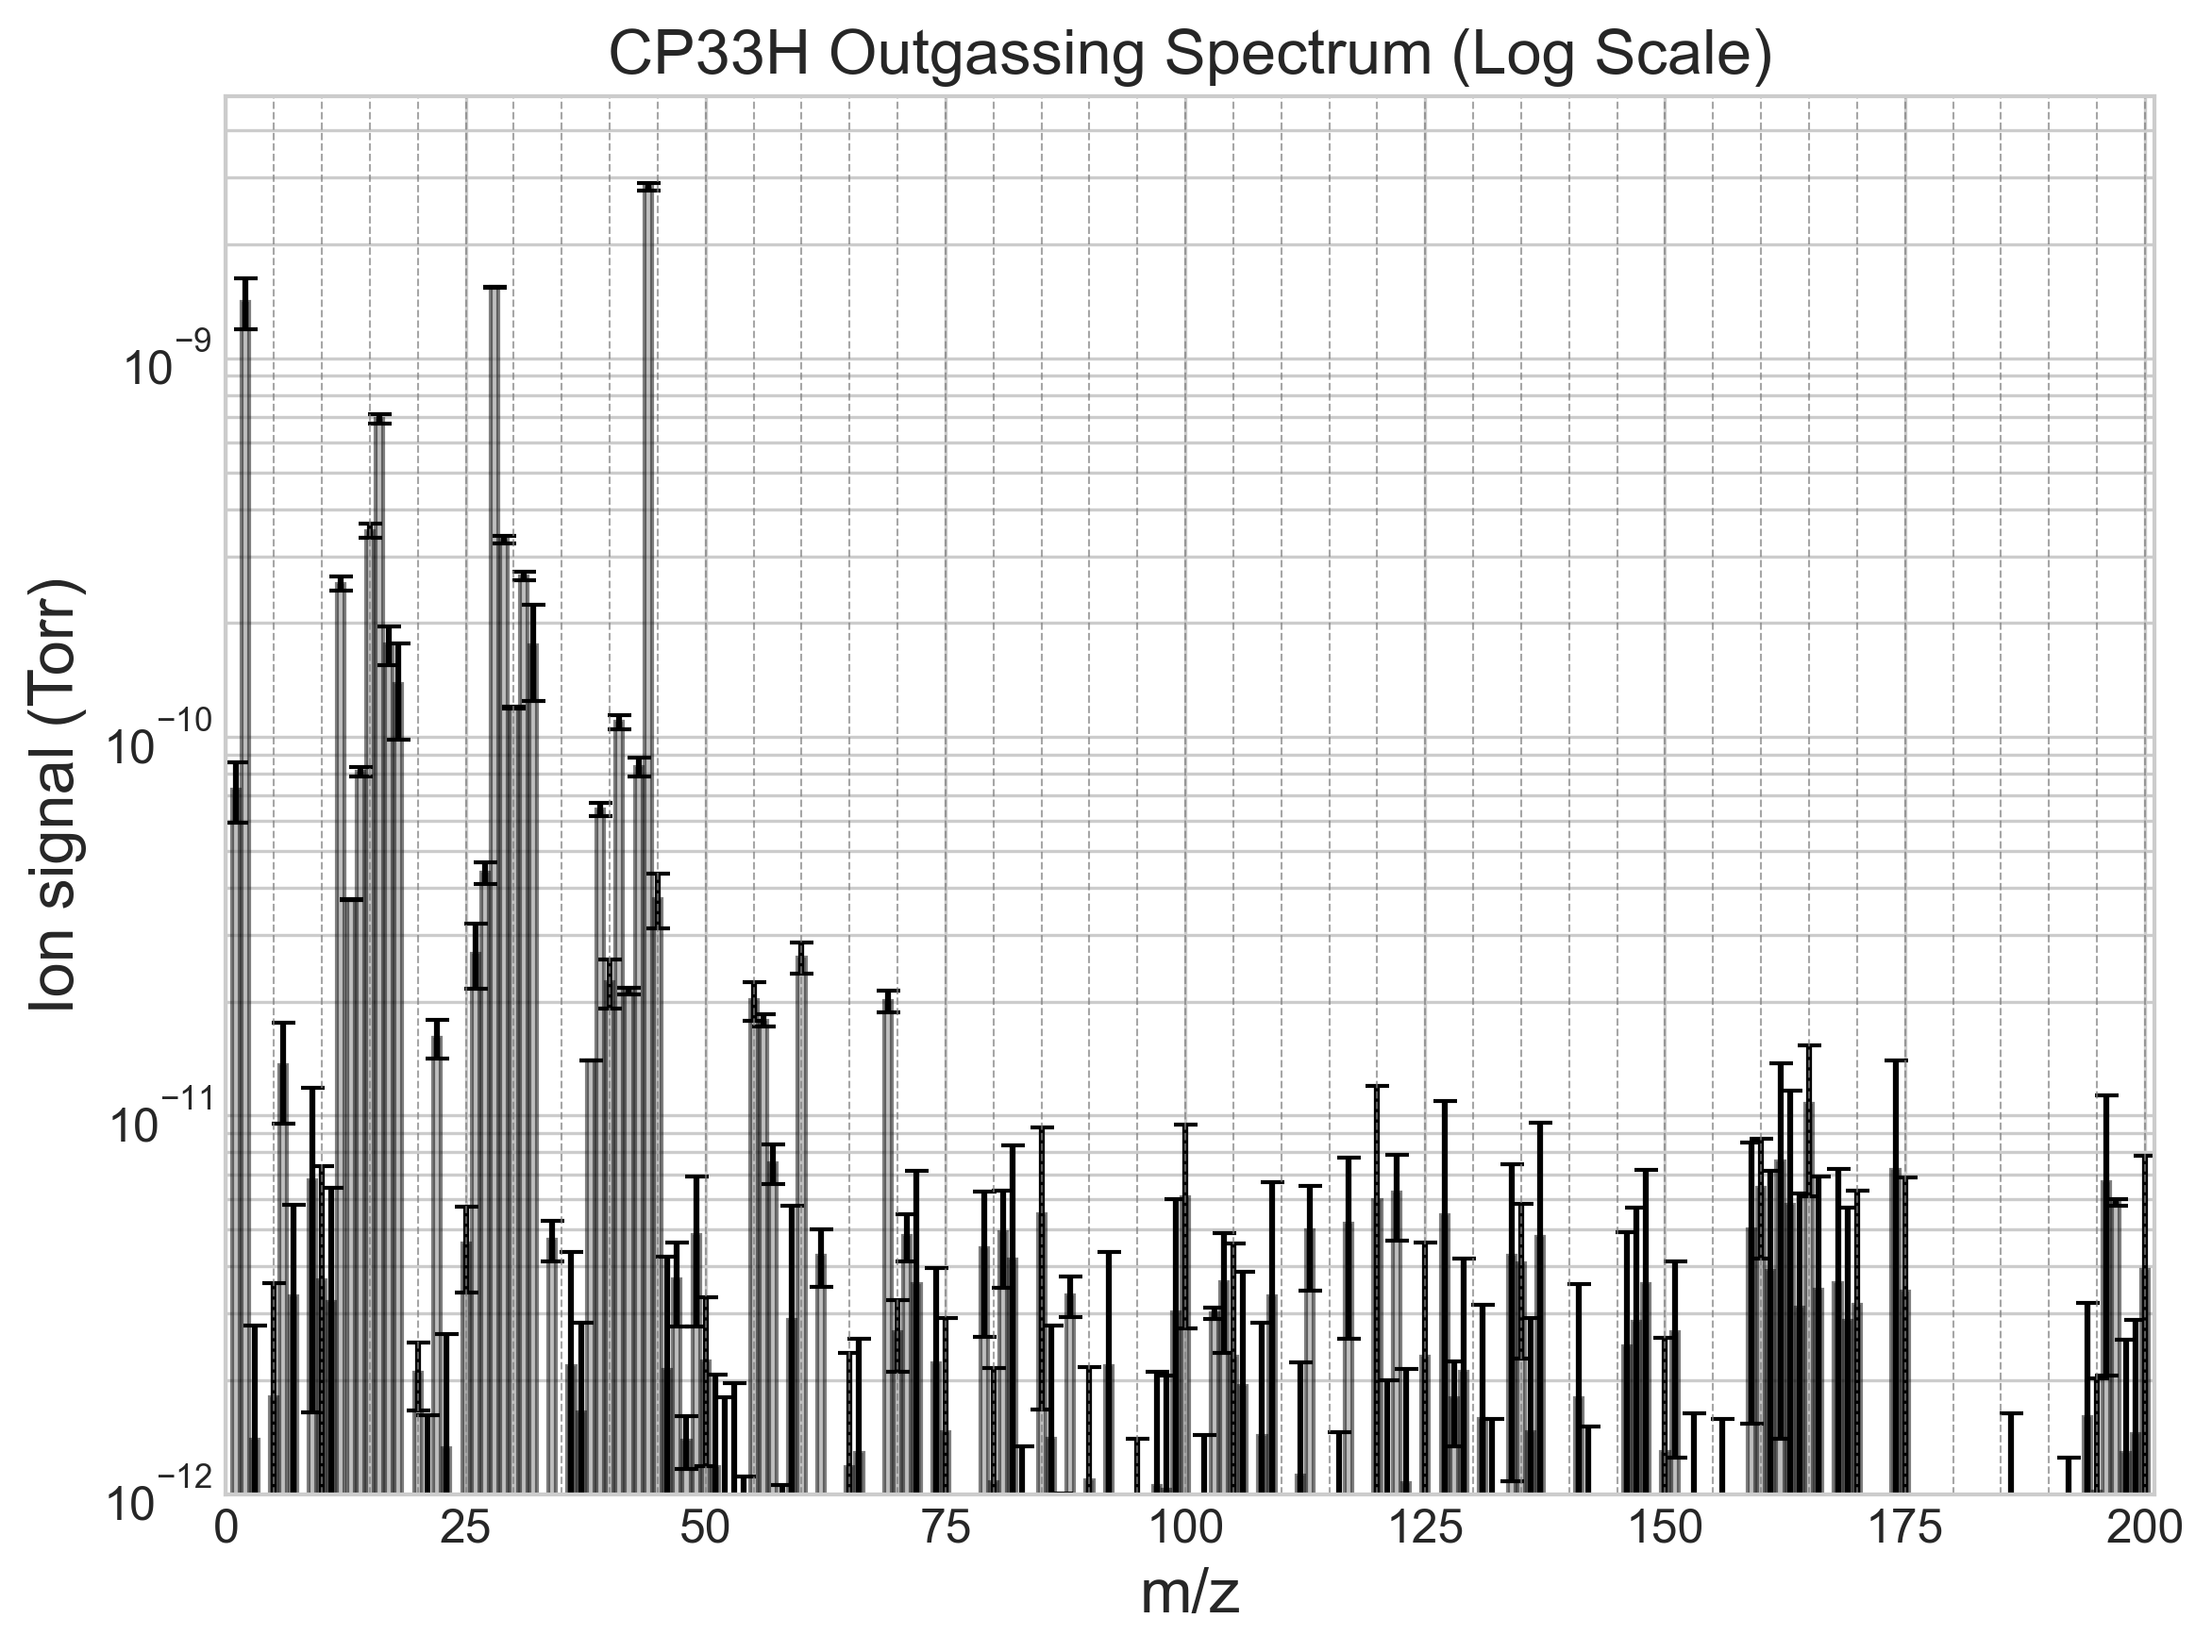 CP33H Outgassing Spectrum (Log Scale)
Ion signal (Torr)
10⁻⁹
10⁻¹⁰
10⁻¹¹
10⁻¹²
0 25 50 75 100 125 150 175 200
m/z